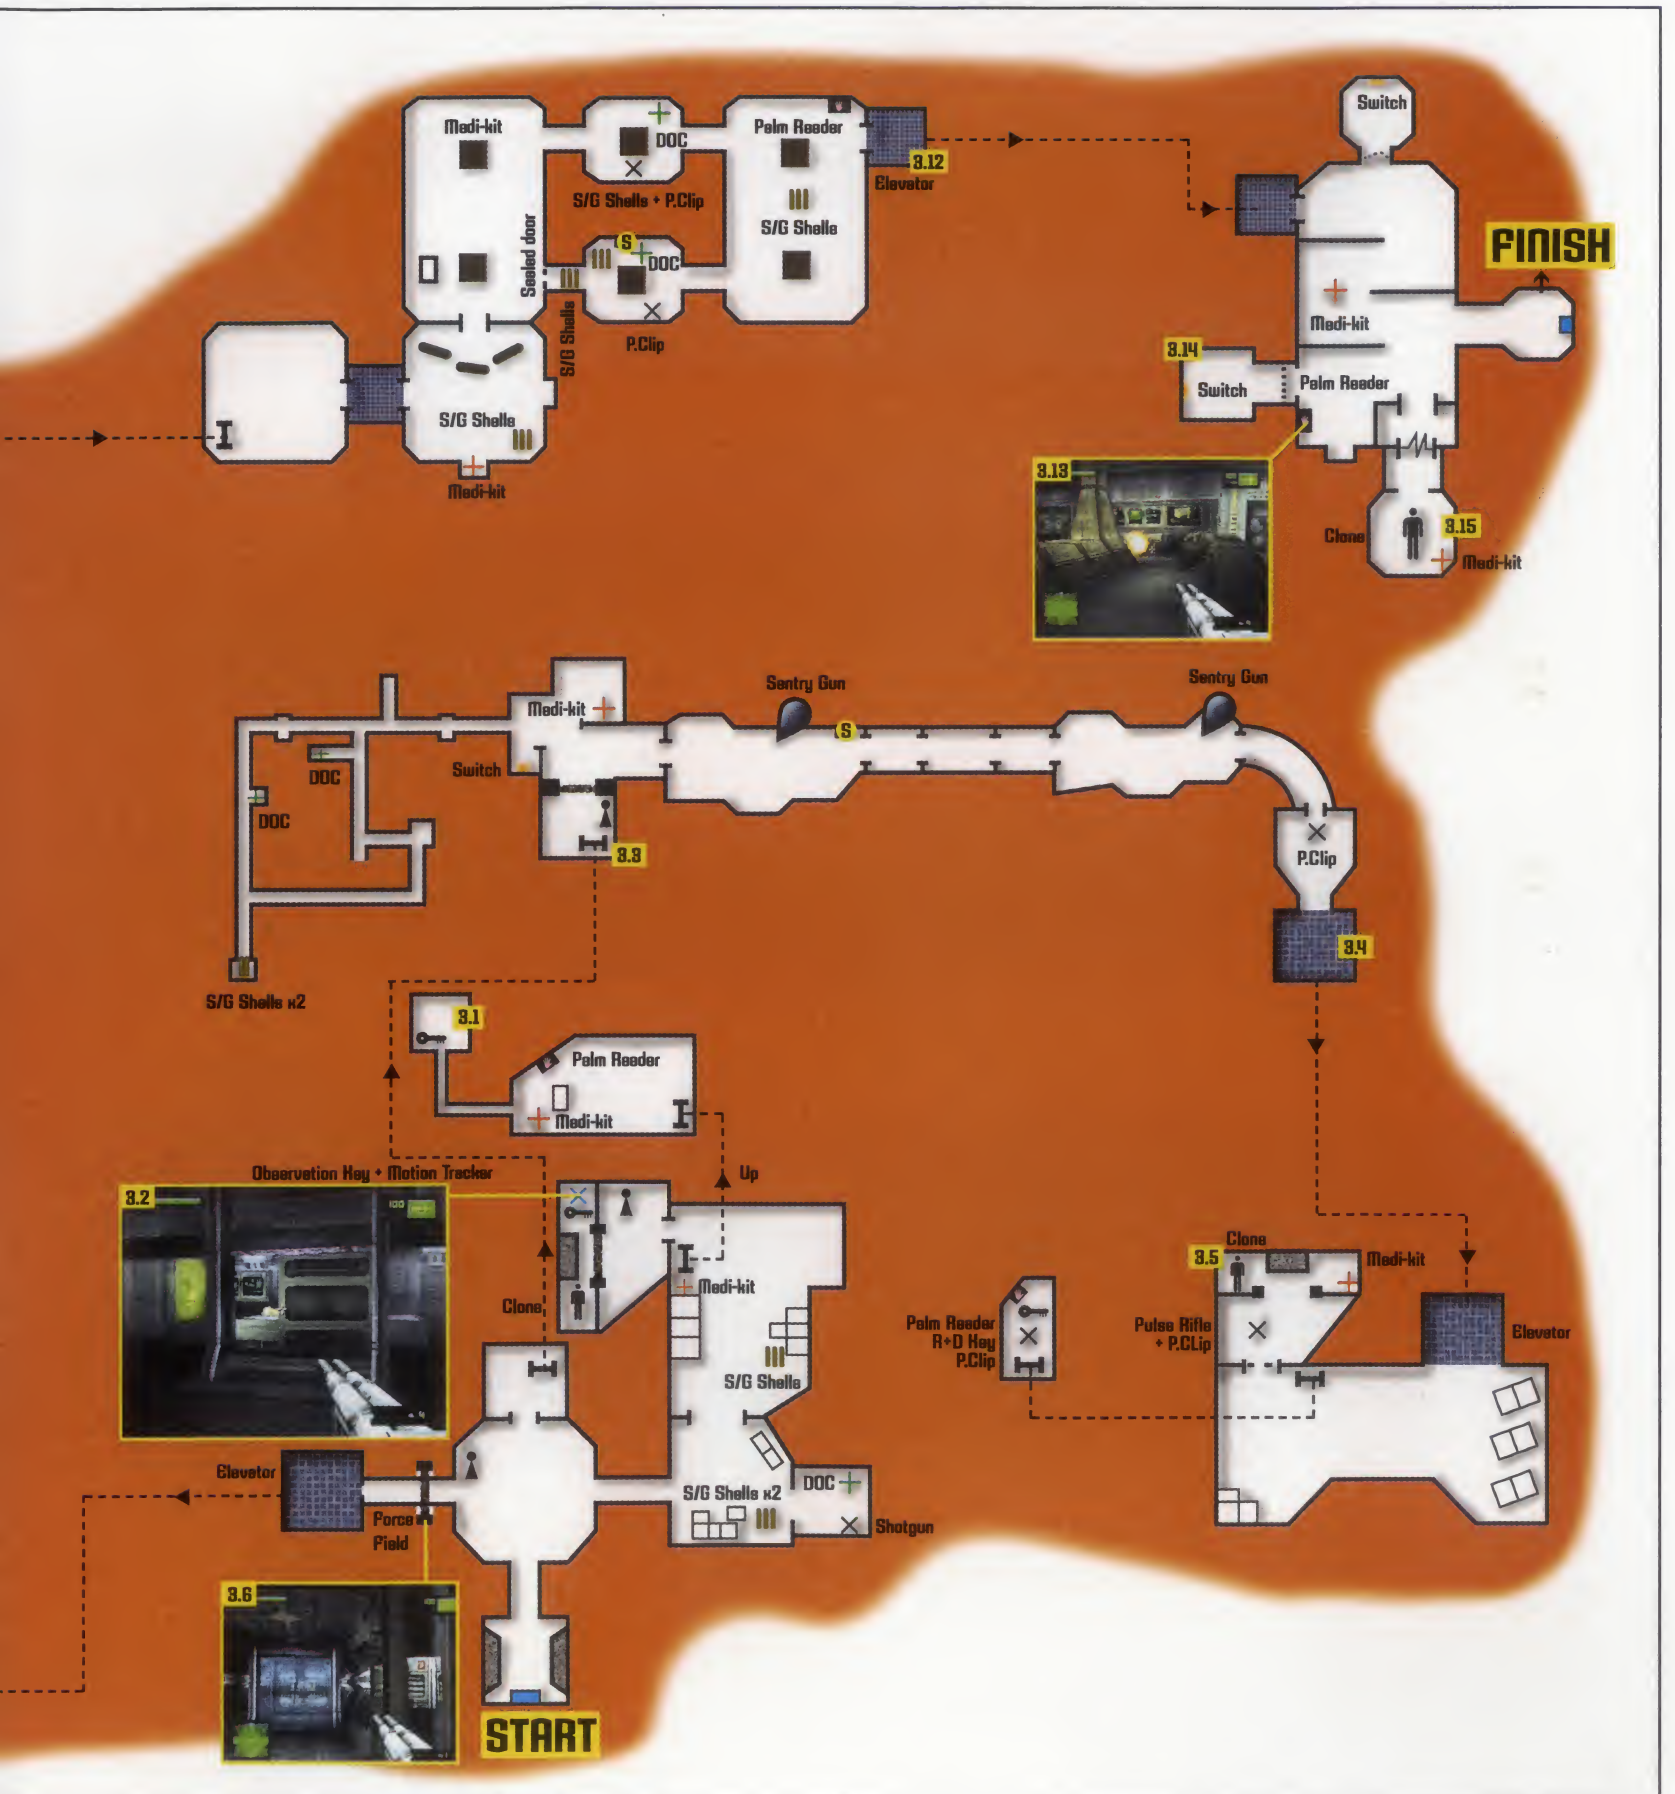 Switch
Medi-kit
DOC
Palm Reader
3.12
Elevator
S/G Shells + P.Clip
S/G Shells
Sealed door
S
DOC
FINISH
S/G Shells
P.Clip
Medi-kit
3.14
Switch
Palm Reader
S/G Shells
Medi-kit
3.13
3.15
Clone
Medi-kit
Sentry Gun
Sentry Gun
Medi-kit
S
Switch
DOC
DOC
3.3
P.Clip
3.4
S/G Shells x2
3.1
Palm Reader
Medi-kit
Observation Key + Motion Tracker
Up
3.2
100
Clone
3.5
Medi-kit
Medi-kit
Clone
Palm Reader
R+D Key
P.Clip
Pulse Rifle
+ P.CLip
Elevator
S/G Shells
Elevator
S/G Shells x2
DOC
Shotgun
Force
Field
3.6
START